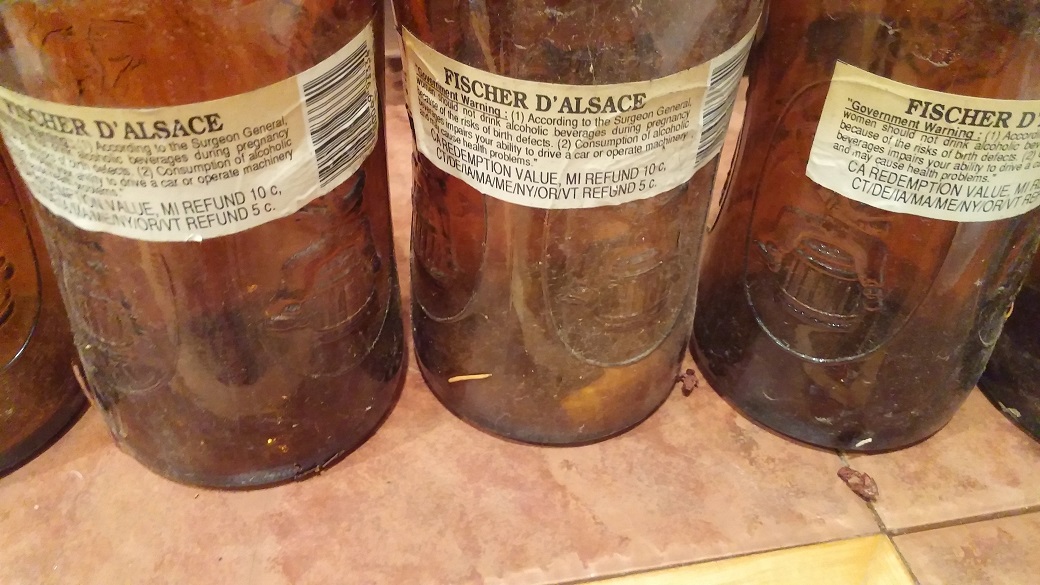 FISCHER D'ALSACE
According to the Surgeon General,
alcoholic beverages during pregnancy
defects. (2) Consumption of alcoholic
to drive a car or operate machinery
VALUE, MI REFUND 10 c,
MA/ME/NY/OR/VT REFUND 5 c.
FISCHER D'ALSACE
"Government Warning : (1) According to the Surgeon General,
women should not drink alcoholic beverages during pregnancy
because of the risks of birth defects. (2) Consumption of alcoholic
beverages impairs your ability to drive a car or operate machinery,
cause health problems."
CA REDEMPTION VALUE, MI REFUND 10 c,
CT/DE/IA/MA/ME/NY/OR/VT REFUND 5 c.
FISCHER D'
"Government Warning : (1)
women should not drink alcoholic
because of the risks of birth defects. (2)
beverages impairs your ability to drive a
and may cause health problems."
CA REDEMPTION VALUE, MI
CT/DE/IA/MA/ME/NY/OR/VT